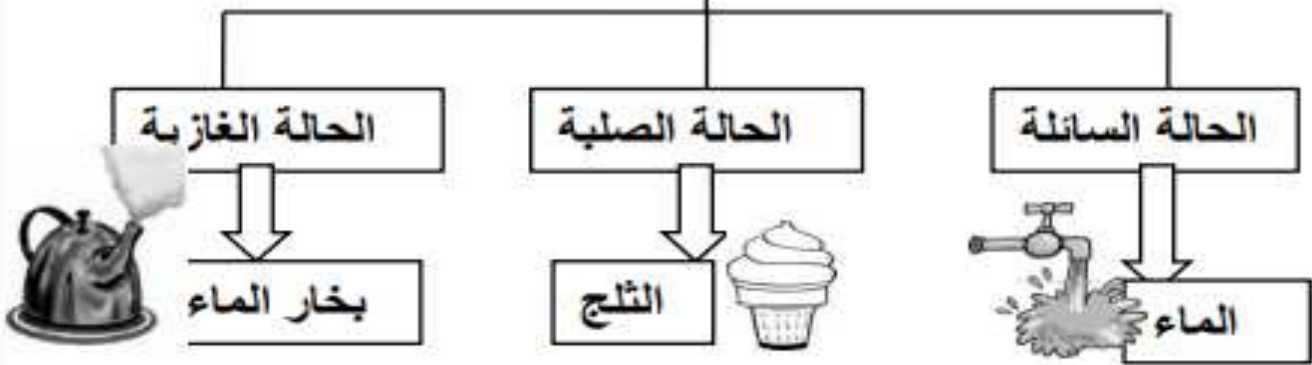 الحالة السائلة
الحالة الصلبة
الحالة الغازية
الماء
الثلج
بخار الماء